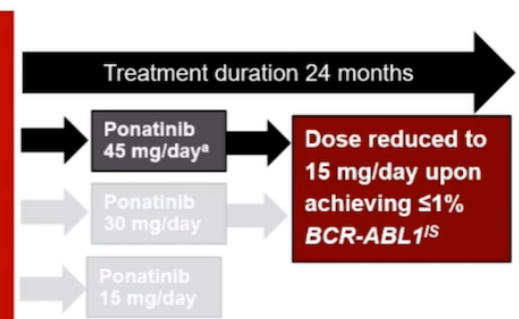 Treatment duration 24 months
Ponatinib
45 mg/dayᵃ
Dose reduced to
15 mg/day upon
achieving ≤1%
BCR-ABL1ᴵˢ
Ponatinib
30 mg/day
Ponatinib
15 mg/day